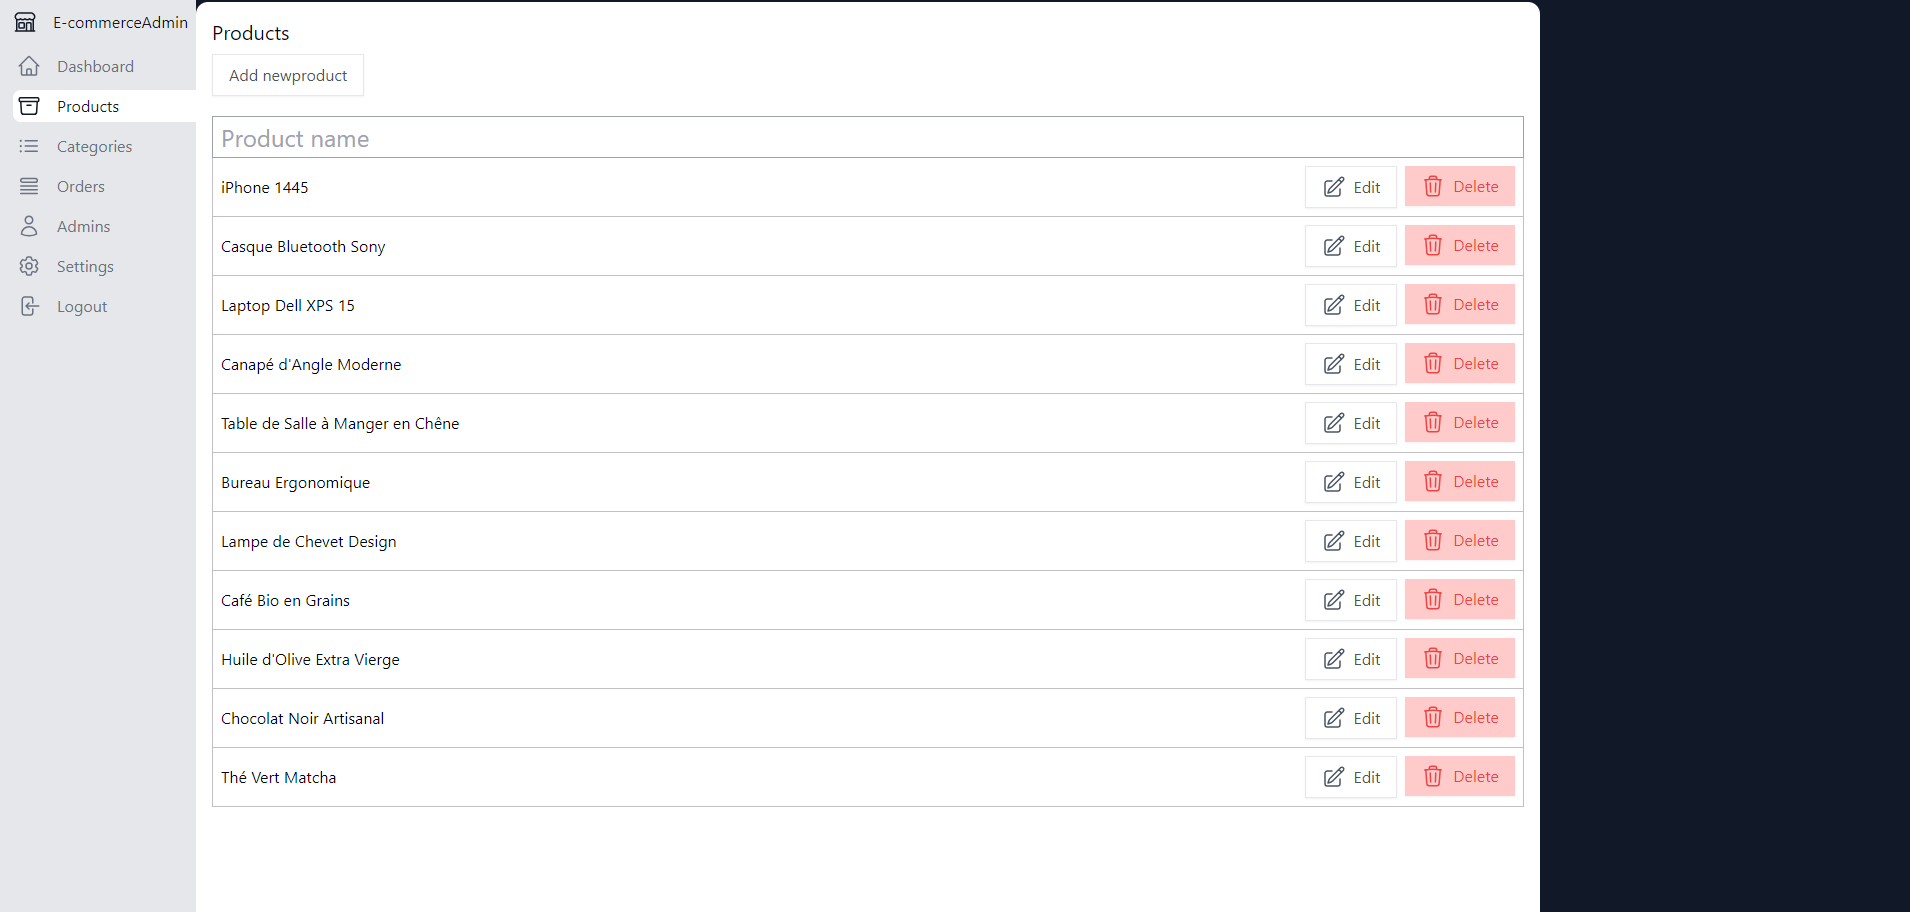 E-commerceAdmin
Dashboard
Products
Categories
Orders
Admins
Settings
Logout
Products
Add newproduct
Product name
iPhone 1445 Edit Delete
Casque Bluetooth Sony Edit Delete
Laptop Dell XPS 15 Edit Delete
Canapé d'Angle Moderne Edit Delete
Table de Salle à Manger en Chêne Edit Delete
Bureau Ergonomique Edit Delete
Lampe de Chevet Design Edit Delete
Café Bio en Grains Edit Delete
Huile d'Olive Extra Vierge Edit Delete
Chocolat Noir Artisanal Edit Delete
Thé Vert Matcha Edit Delete